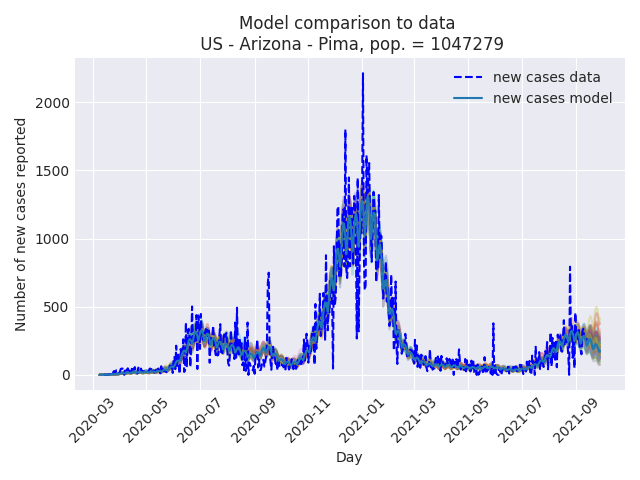 Model comparison to data
US - Arizona - Pima, pop. = 1047279
new cases data
new cases model
Number of new cases reported
2000
1500
1000
500
0
2020-03
2020-05
2020-07
2020-09
2020-11
2021-01
2021-03
2021-05
2021-07
2021-09
Day